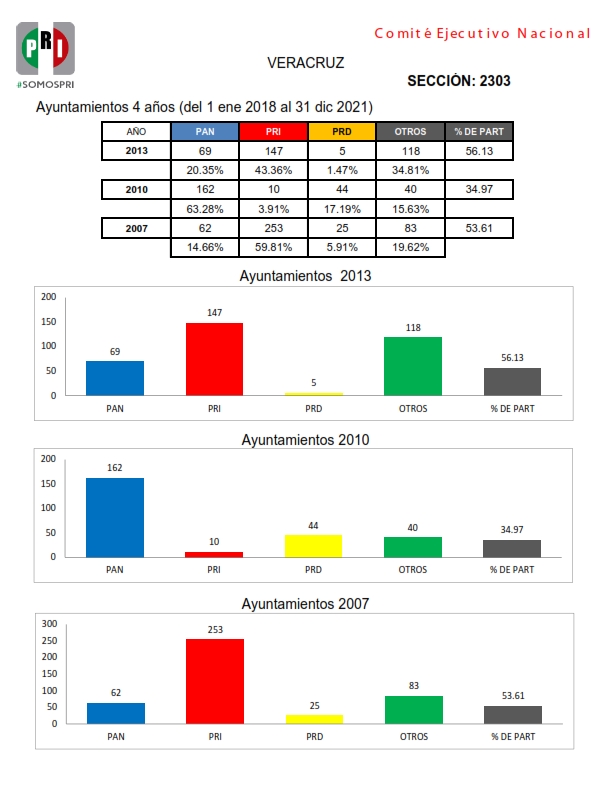 Comité Ejecutivo Nacional
PRI
#SOMOSPRI
VERACRUZ
SECCIÓN: 2303
Ayuntamientos 4 años (del 1 ene 2018 al 31 dic 2021)
AÑO PAN PRI PRD OTROS % DE PART
2013 69 147 5 118 56.13
20.35% 43.36% 1.47% 34.81%
2010 162 10 44 40 34.97
63.28% 3.91% 17.19% 15.63%
2007 62 253 25 83 53.61
14.66% 59.81% 5.91% 19.62%
Ayuntamientos 2013
200
150
100
50
0
69 147 5 118 56.13
PAN PRI PRD OTROS % DE PART
Ayuntamientos 2010
200
150
100
50
0
162 10 44 40 34.97
PAN PRI PRD OTROS % DE PART
Ayuntamientos 2007
300
250
200
150
100
50
0
62 253 25 83 53.61
PAN PRI PRD OTROS % DE PART